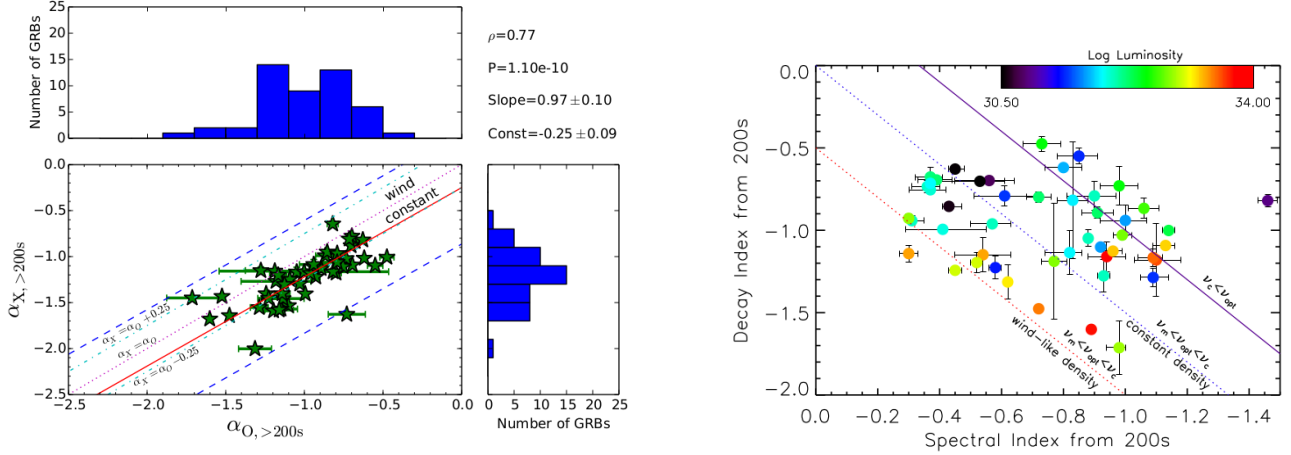 Number of GRBs
25
20
15
10
5
0
ρ=0.77
P=1.10e-10
Slope=0.97±0.10
Const=-0.25±0.09
α_X,>200s
0.0
−0.5
−1.0
−1.5
−2.0
−2.5
wind
constant
α_X=α_O+0.25
α_X=α_O
α_X=α_O−0.25
−2.5 −2.0 −1.5 −1.0 −0.5 0.0
α_O,>200s
0 5 10 15 20 25
Number of GRBs
Log Luminosity
30.50 34.00
Decay Index from 200s
0.0
−0.5
−1.0
−1.5
−2.0
ν_c<ν_opt
ν_m<ν_opt<ν_c
constant density
ν_m<ν_opt<ν_c
wind-like density
0.0 −0.2 −0.4 −0.6 −0.8 −1.0 −1.2 −1.4
Spectral Index from 200s